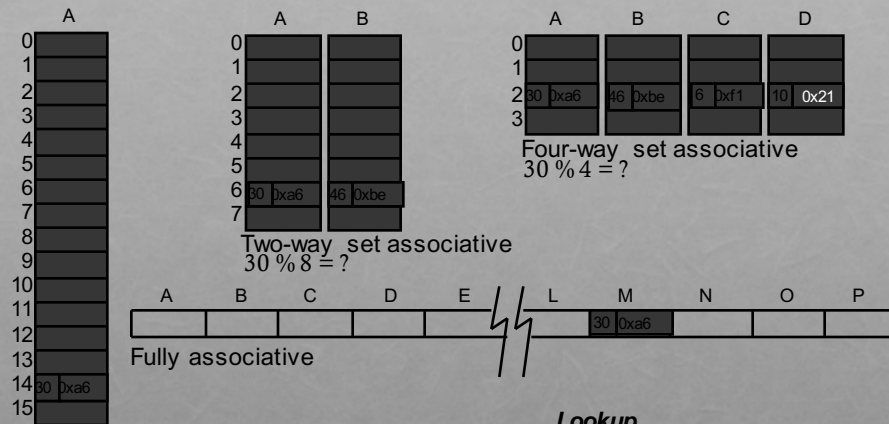 A
0
1
2
3
4
5
6
7
8
9
10
11
12
13
14 30 0xa6
15
A B
0
1
2
3
4
5
6 30 0xa6 46 0xbe
7
Two-way set associative
30 % 8 = ?
A B C D
0
1
2 30 0xa6 46 0xbe 6 0xf1 10 0x21
3
Four-way set associative
30 % 4 = ?
A B C D E L M N O P
30 0xa6
Fully associative
Lookup